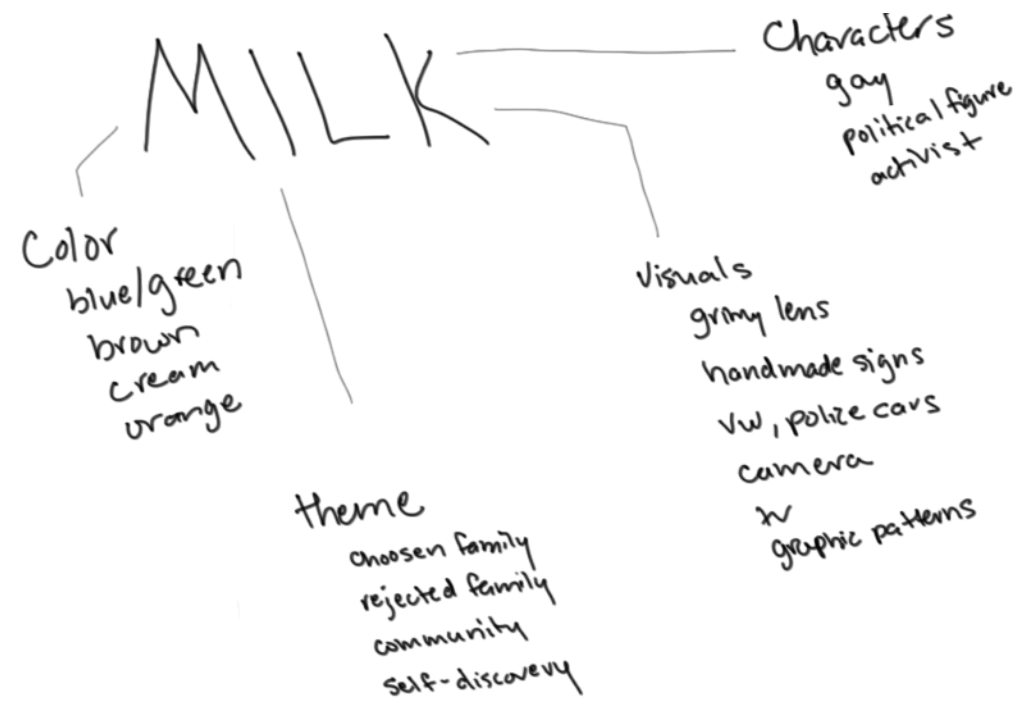 MILK
Characters
gay
political figure
activist
Color
blue/green
brown
cream
orange
visuals
grimy lens
handmade signs
VW, police cars
camera
tv
graphic patterns
theme
choosen family
rejected family
community
self-discovery